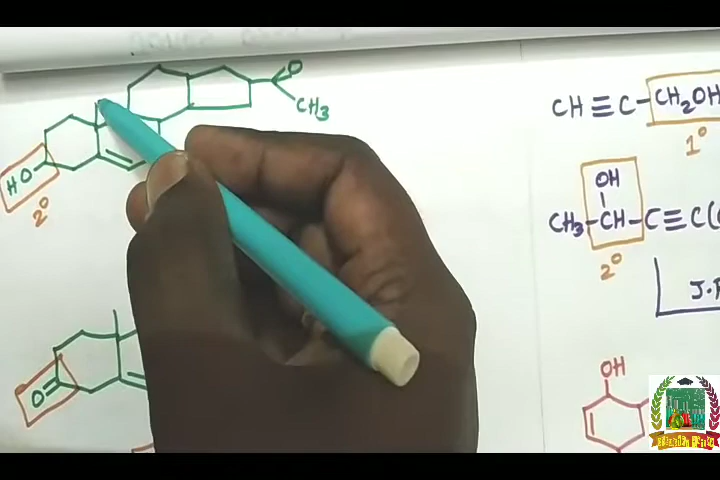 O
CH3
HO
2°
CH≡C-CH2OH
1°
OH
CH3-CH-C≡C(
2°
O
OH